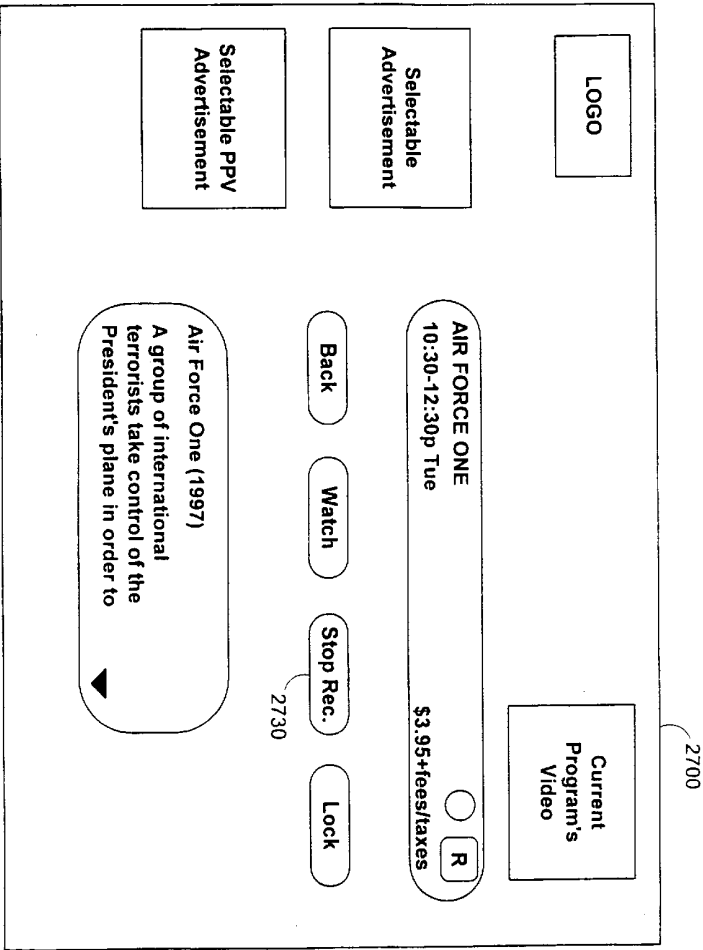 2700
LOGO
Current
Program's
Video
Selectable
Advertisement
AIR FORCE ONE
10:30-12:30p Tue
R
$3.95+fees/taxes
Back
Watch
Stop Rec.
Lock
2730
Selectable PPV
Advertisement
Air Force One (1997)
A group of international
terrorists take control of the
President's plane in order to